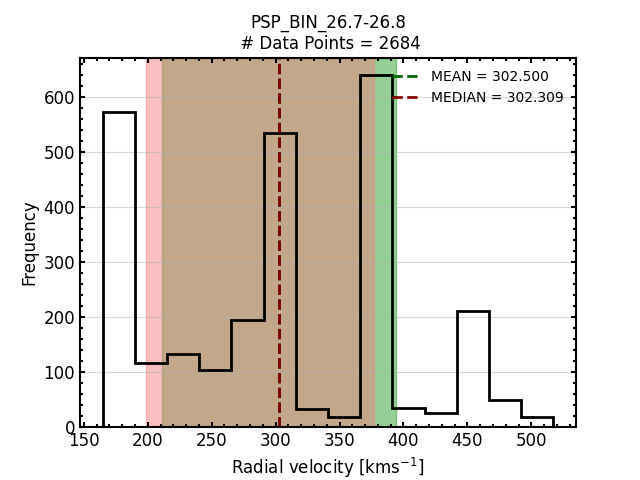 PSP_BIN_26.7-26.8
# Data Points = 2684
MEAN = 302.500
MEDIAN = 302.309
Frequency
600
500
400
300
200
100
0
150 200 250 300 350 400 450 500
Radial velocity [kms⁻¹]